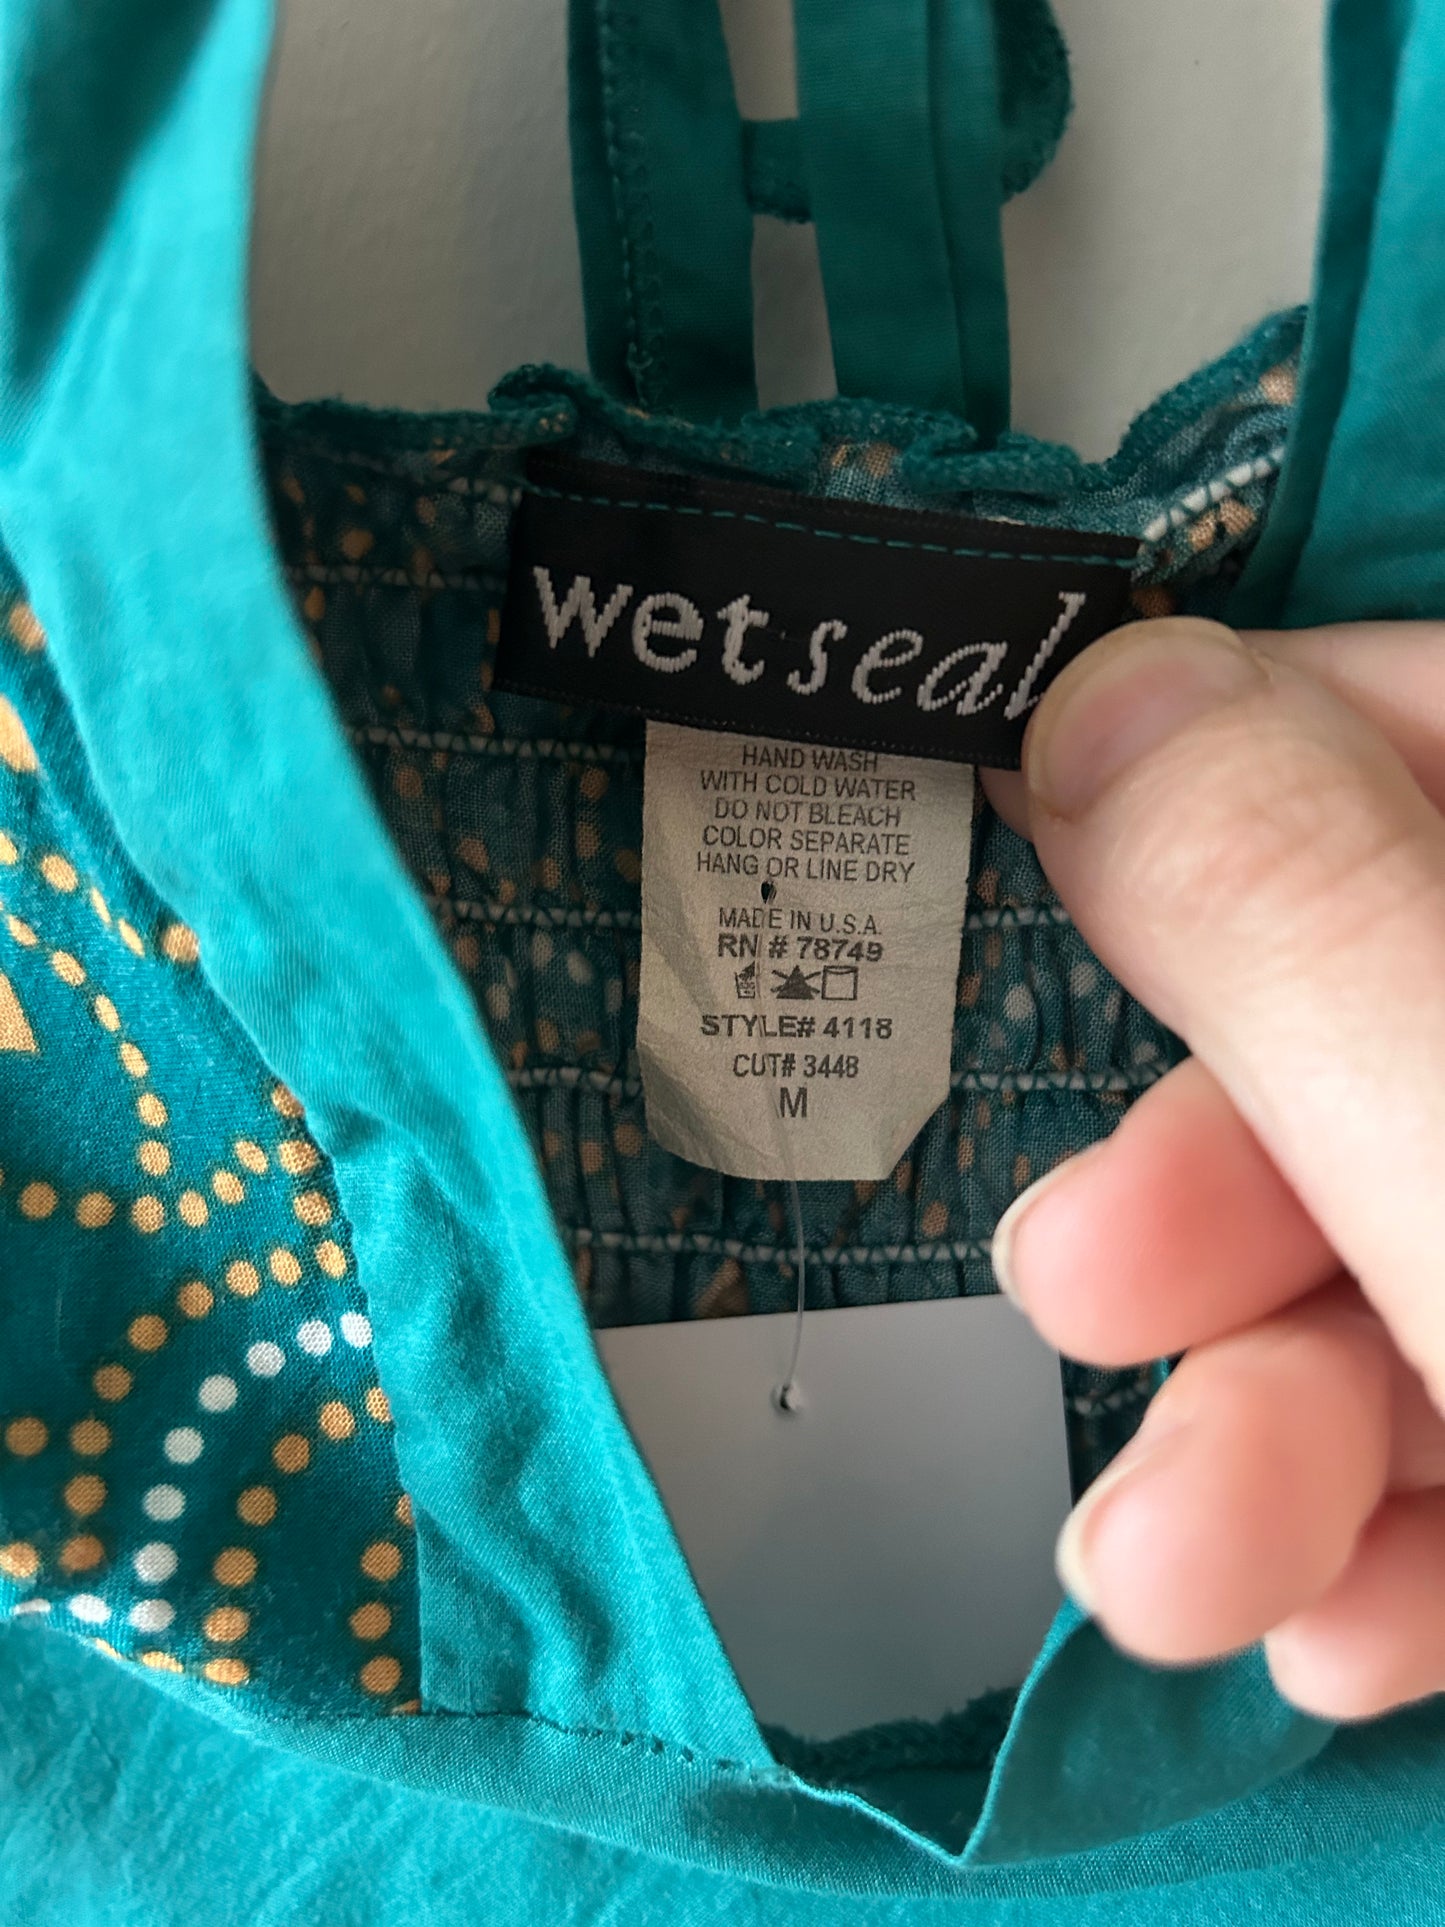 wet seal
HAND WASH
WITH COLD WATER
DO NOT BLEACH
COLOR SEPARATE
HANG OR LINE DRY
MADE IN U.S.A.
RN # 78749
STYLE# 4118
CUT# 3448
M